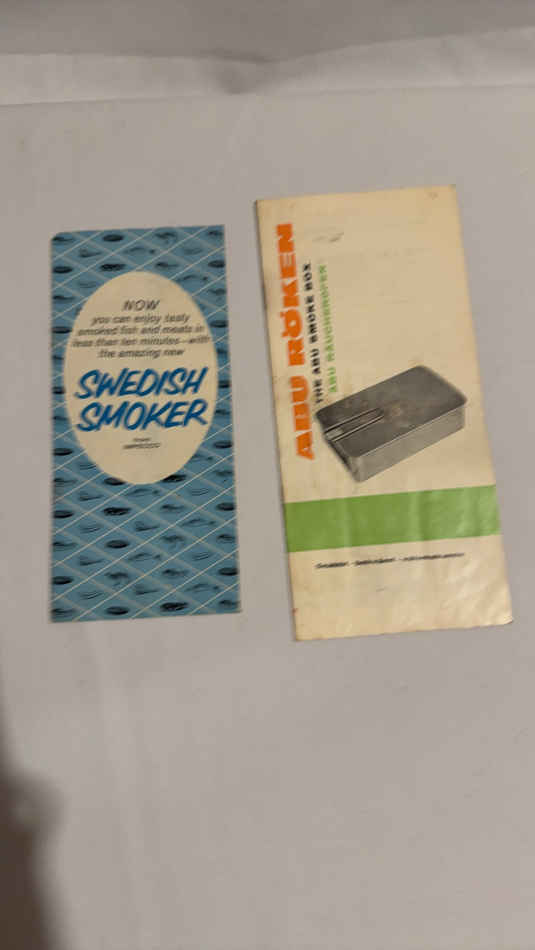 NOW
you can enjoy tasty
smoked fish and meats in
less than ten minutes—with
the amazing new
SWEDISH
SMOKER
ABU RÖKEN
THE ABU SMOKE BOX
ABU RÄUCHEROFEN